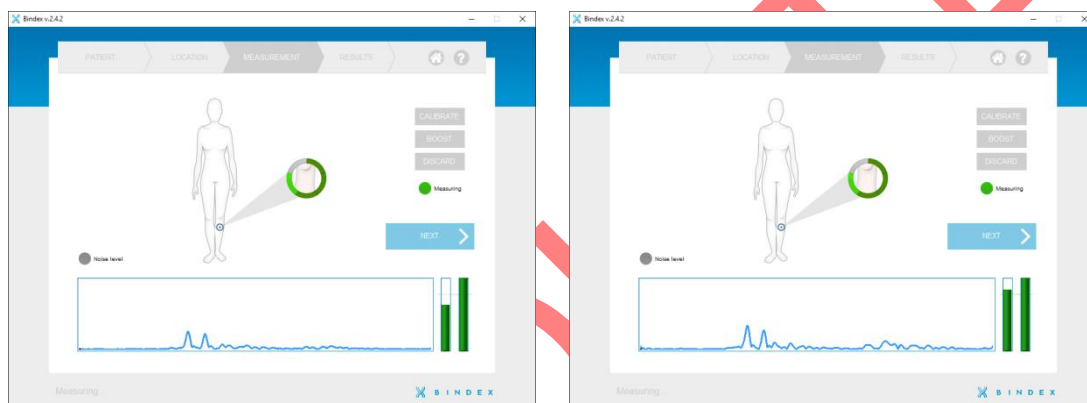 Bindex v.2.4.2
PATIENT LOCATION MEASUREMENT RESULTS
CALIBRATE
BOOST
DISCARD
Measuring
NEXT
Noise level
Measuring...
BINDEX
Bindex v.2.4.2
PATIENT LOCATION MEASUREMENT RESULTS
CALIBRATE
BOOST
DISCARD
Measuring
NEXT
Noise level
Measuring...
BINDEX